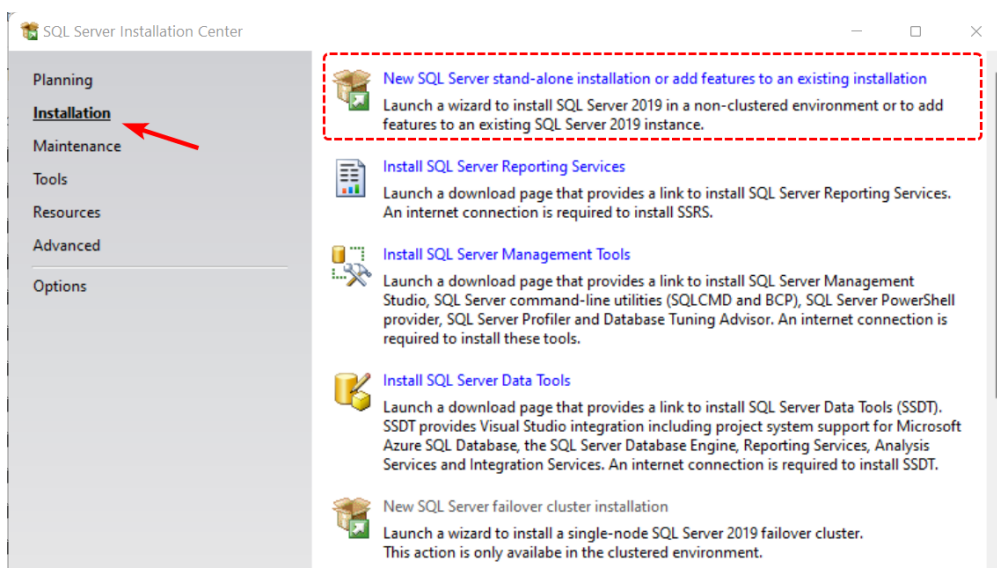 SQL Server Installation Center
Planning
Installation
Maintenance
Tools
Resources
Advanced
Options
New SQL Server stand-alone installation or add features to an existing installation
Launch a wizard to install SQL Server 2019 in a non-clustered environment or to add
features to an existing SQL Server 2019 instance.
Install SQL Server Reporting Services
Launch a download page that provides a link to install SQL Server Reporting Services.
An internet connection is required to install SSRS.
Install SQL Server Management Tools
Launch a download page that provides a link to install SQL Server Management
Studio, SQL Server command-line utilities (SQLCMD and BCP), SQL Server PowerShell
provider, SQL Server Profiler and Database Tuning Advisor. An internet connection is
required to install these tools.
Install SQL Server Data Tools
Launch a download page that provides a link to install SQL Server Data Tools (SSDT).
SSDT provides Visual Studio integration including project system support for Microsoft
Azure SQL Database, the SQL Server Database Engine, Reporting Services, Analysis
Services and Integration Services. An internet connection is required to install SSDT.
New SQL Server failover cluster installation
Launch a wizard to install a single-node SQL Server 2019 failover cluster.
This action is only availabe in the clustered environment.